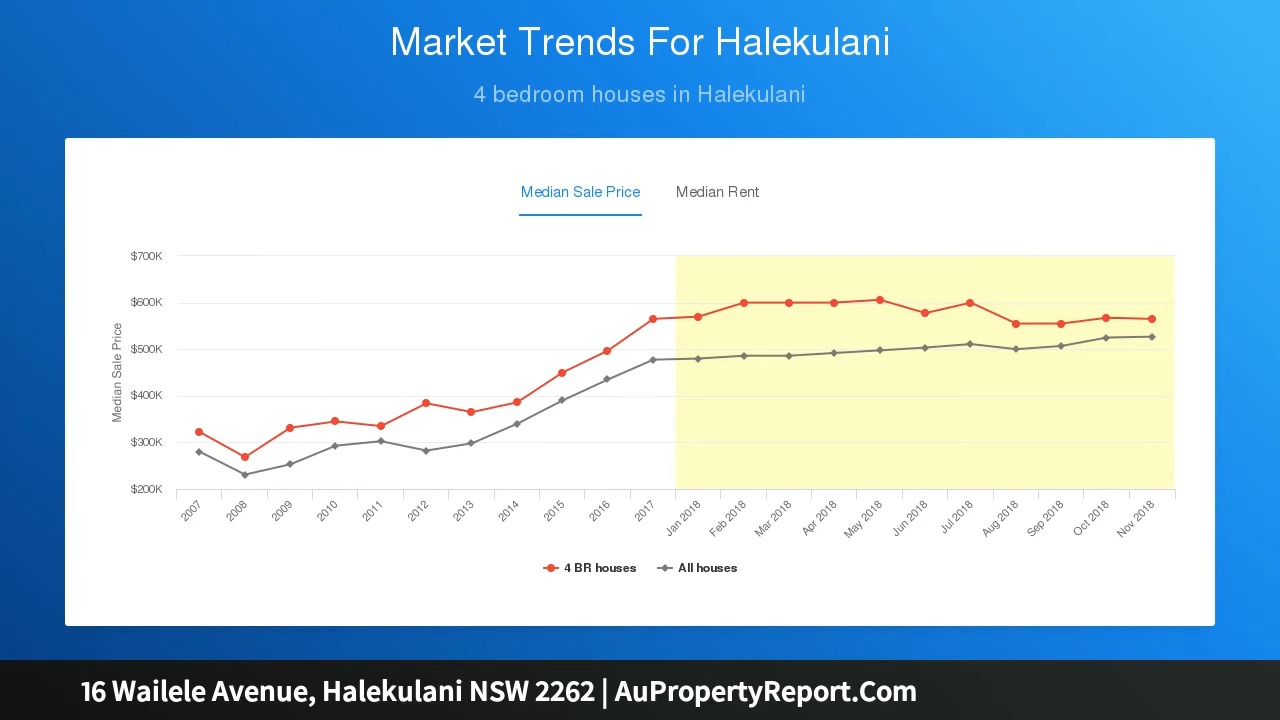 Market Trends For Halekulani
4 bedroom houses in Halekulani
Median Sale Price Median Rent
$700K
$600K
$500K
$400K
$300K
$200K
Median Sale Price
2007 2008 2009 2010 2011 2012 2013 2014 2015 2016 2017 Jan 2018 Feb 2018 Mar 2018 Apr 2018 May 2018 Jun 2018 Jul 2018 Aug 2018 Sep 2018 Oct 2018 Nov 2018
4 BR houses All houses
16 Wailele Avenue, Halekulani NSW 2262 | AuPropertyReport.Com